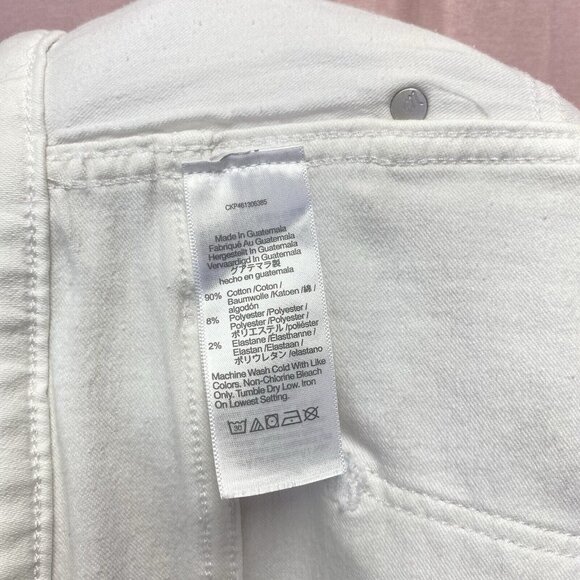 CKP461306385
Made In Guatemala
Fabriqué Au Guatemala
Hergestellt In Guatemala
Vervaardigd In Guatemala
グアテマラ製
hecho en guatemala
90% Cotton /Coton /
Baumwolle /Katoen /綿 /
algodón
8% Polyester /Polyester /
Polyester /Polyester /
ポリエステル /poliéster
2% Elastane /Élasthanne /
Elastan /Elastaan /
ポリウレタン /elastano
Machine Wash Cold With Like
Colors. Non-Chlorine Bleach
Only. Tumble Dry Low. Iron
On Lowest Setting.
30